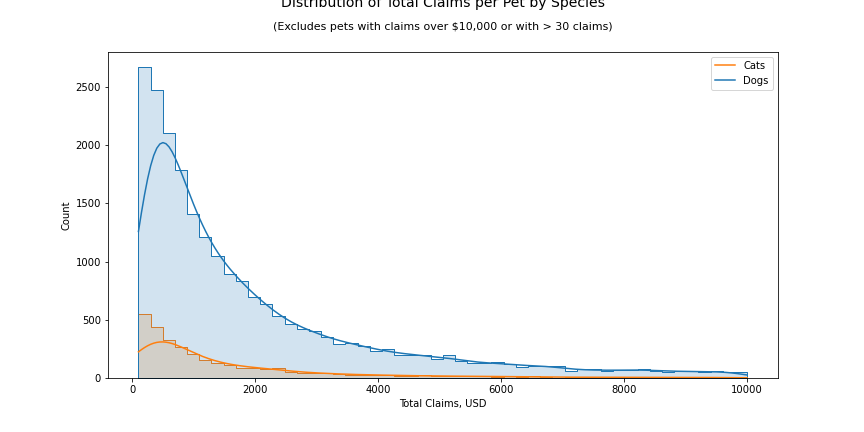 Distribution of Total Claims per Pet by Species
(Excludes pets with claims over $10,000 or with > 30 claims)
Cats
Dogs
2500
2000
1500
1000
500
0
Count
0 2000 4000 6000 8000 10000
Total Claims, USD